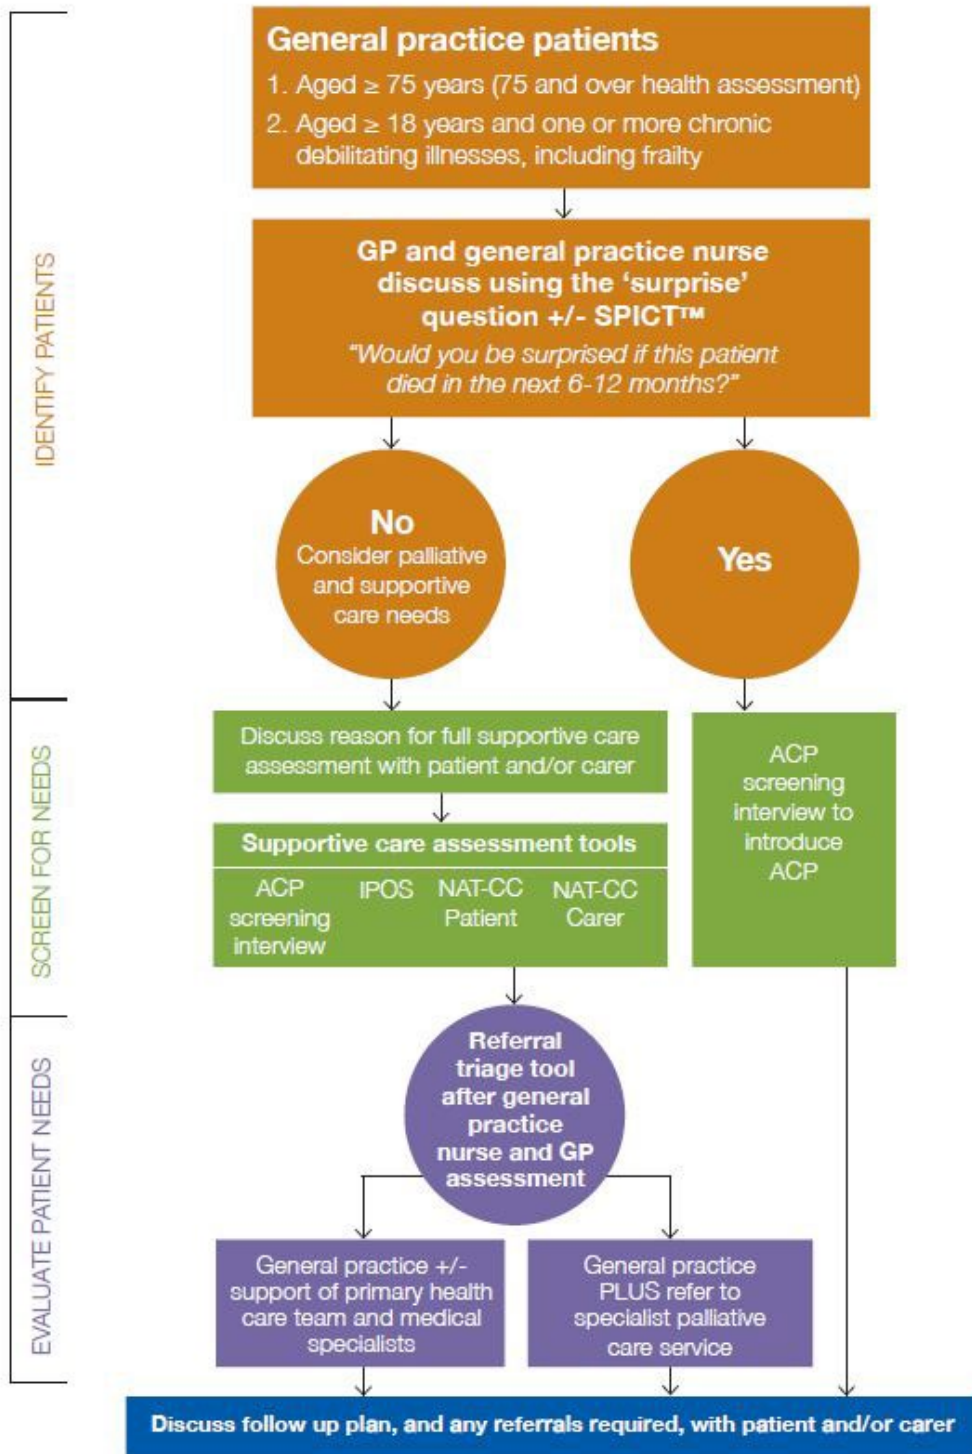 General practice patients
1. Aged ≥ 75 years (75 and over health assessment)
2. Aged ≥ 18 years and one or more chronic
debilitating illnesses, including frailty
GP and general practice nurse
discuss using the ‘surprise’
question +/- SPICT™
“Would you be surprised if this patient
died in the next 6-12 months?”
IDENTIFY PATIENTS
No
Consider palliative
and supportive
care needs
Yes
SCREEN FOR NEEDS
Discuss reason for full supportive care
assessment with patient and/or carer
Supportive care assessment tools
ACP
screening
interview
IPOS
NAT-CC
Patient
NAT-CC
Carer
ACP
screening
interview to
introduce
ACP
EVALUATE PATIENT NEEDS
Referral
triage tool
after general
practice
nurse and GP
assessment
General practice +/-
support of primary health
care team and medical
specialists
General practice
PLUS refer to
specialist palliative
care service
Discuss follow up plan, and any referrals required, with patient and/or carer